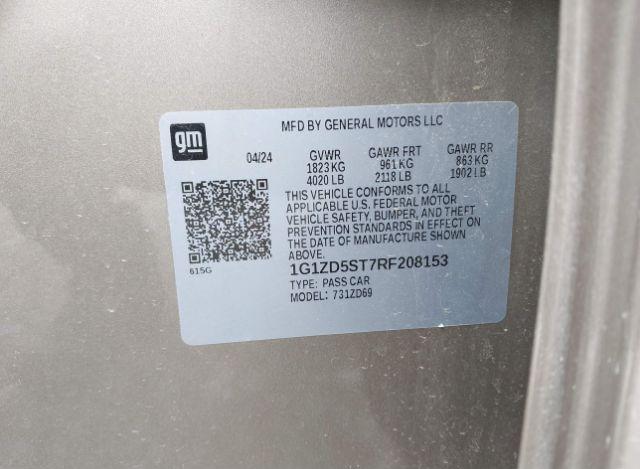 MFD BY GENERAL MOTORS LLC
gm
04/24 GVWR GAWR FRT GAWR RR
1823 KG 961 KG 863 KG
4020 LB 2118 LB 1902 LB
THIS VEHICLE CONFORMS TO ALL
APPLICABLE U.S. FEDERAL MOTOR
VEHICLE SAFETY, BUMPER, AND THEFT
PREVENTION STANDARDS IN EFFECT ON
THE DATE OF MANUFACTURE SHOWN
ABOVE.
615G
1G1ZD5ST7RF208153
TYPE: PASS CAR
MODEL: 731ZD69